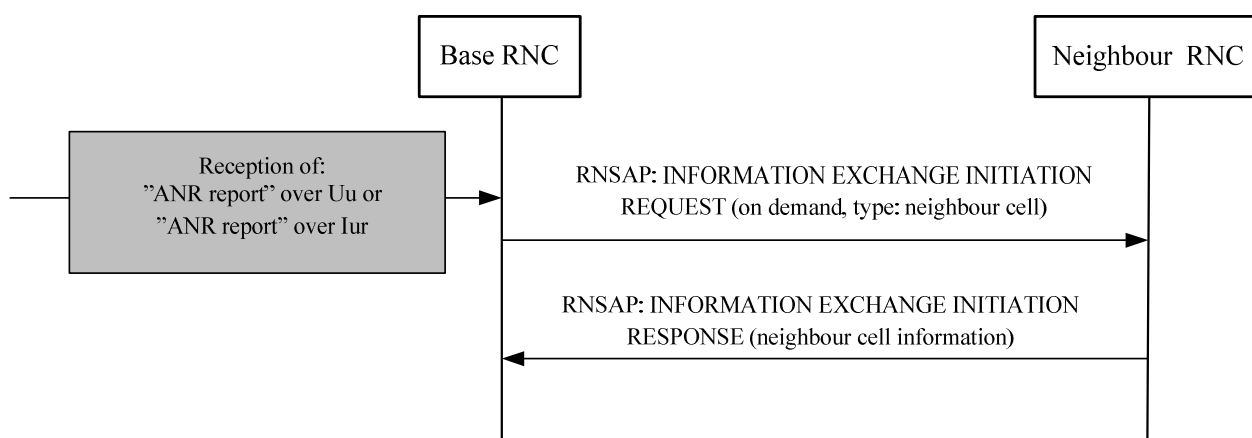 Base RNC
Neighbour RNC
Reception of:
”ANR report” over Uu or
”ANR report” over Iur
RNSAP: INFORMATION EXCHANGE INITIATION
REQUEST (on demand, type: neighbour cell)
RNSAP: INFORMATION EXCHANGE INITIATION
RESPONSE (neighbour cell information)